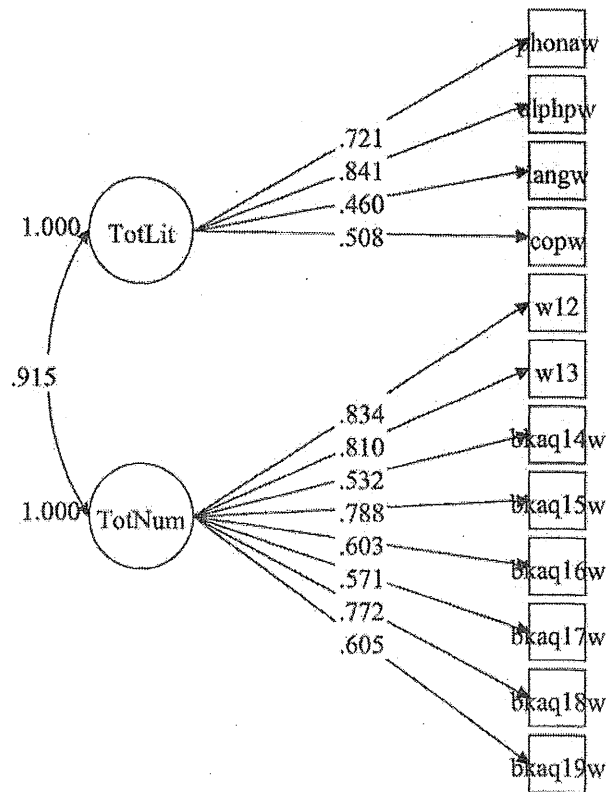 phonaw
alphpw
.721
.841
langw
.460
1.000
TotLit
.508
copw
w12
w13
.915
.834
.810
bkaq14w
.532
1.000
TotNum
.788
bkaq15w
.603
bkaq16w
.571
.772
bkaq17w
.605
bkaq18w
bkaq19w